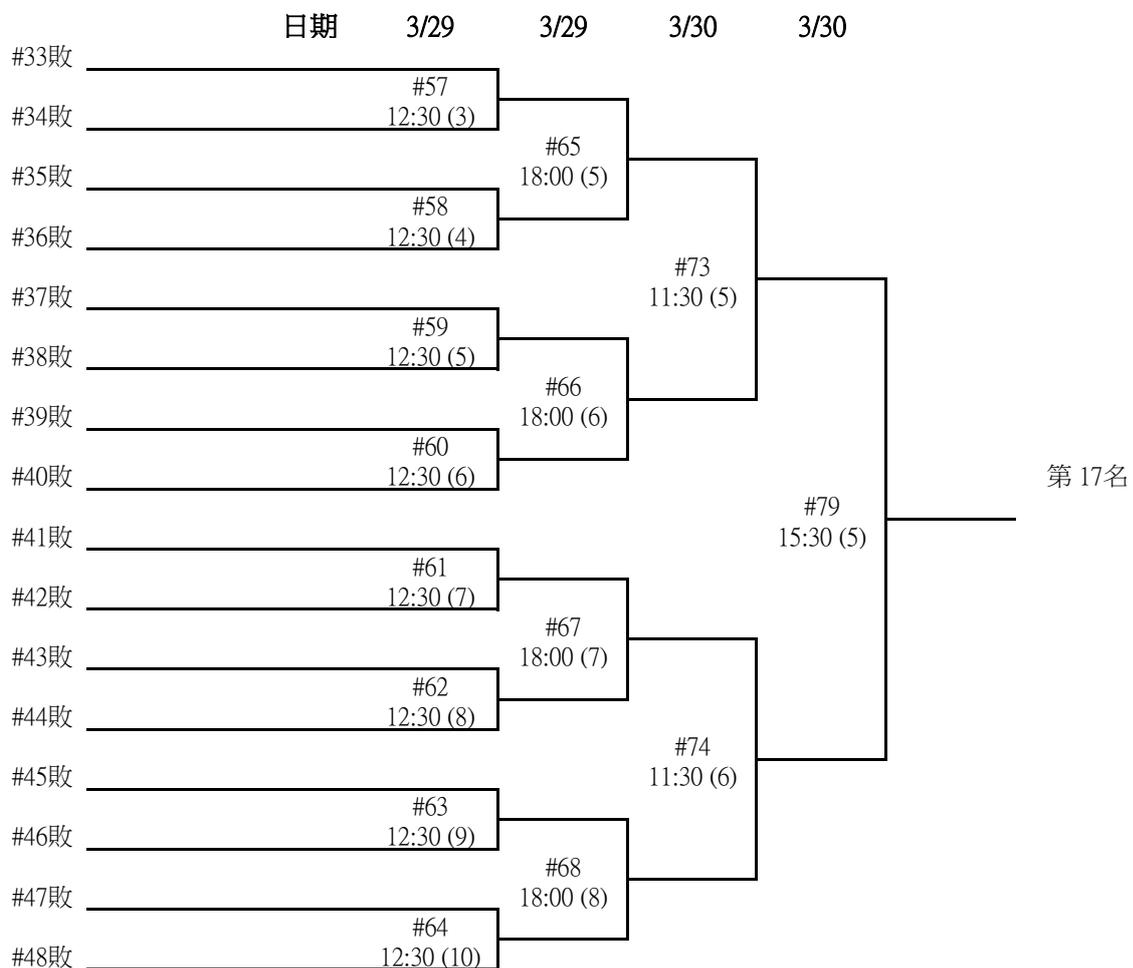 日期 3/29 3/29 3/30 3/30
#33敗
#57
#34敗 12:30 (3)
#65
#35敗 18:00 (5)
#58
#36敗 12:30 (4)
#73
#37敗 11:30 (5)
#59
#38敗 12:30 (5)
#66
#39敗 18:00 (6)
#60
#40敗 12:30 (6)
第 17名
#79
#41敗 15:30 (5)
#61
#42敗 12:30 (7)
#67
#43敗 18:00 (7)
#62
#44敗 12:30 (8)
#74
#45敗 11:30 (6)
#63
#46敗 12:30 (9)
#68
#47敗 18:00 (8)
#64
#48敗 12:30 (10)